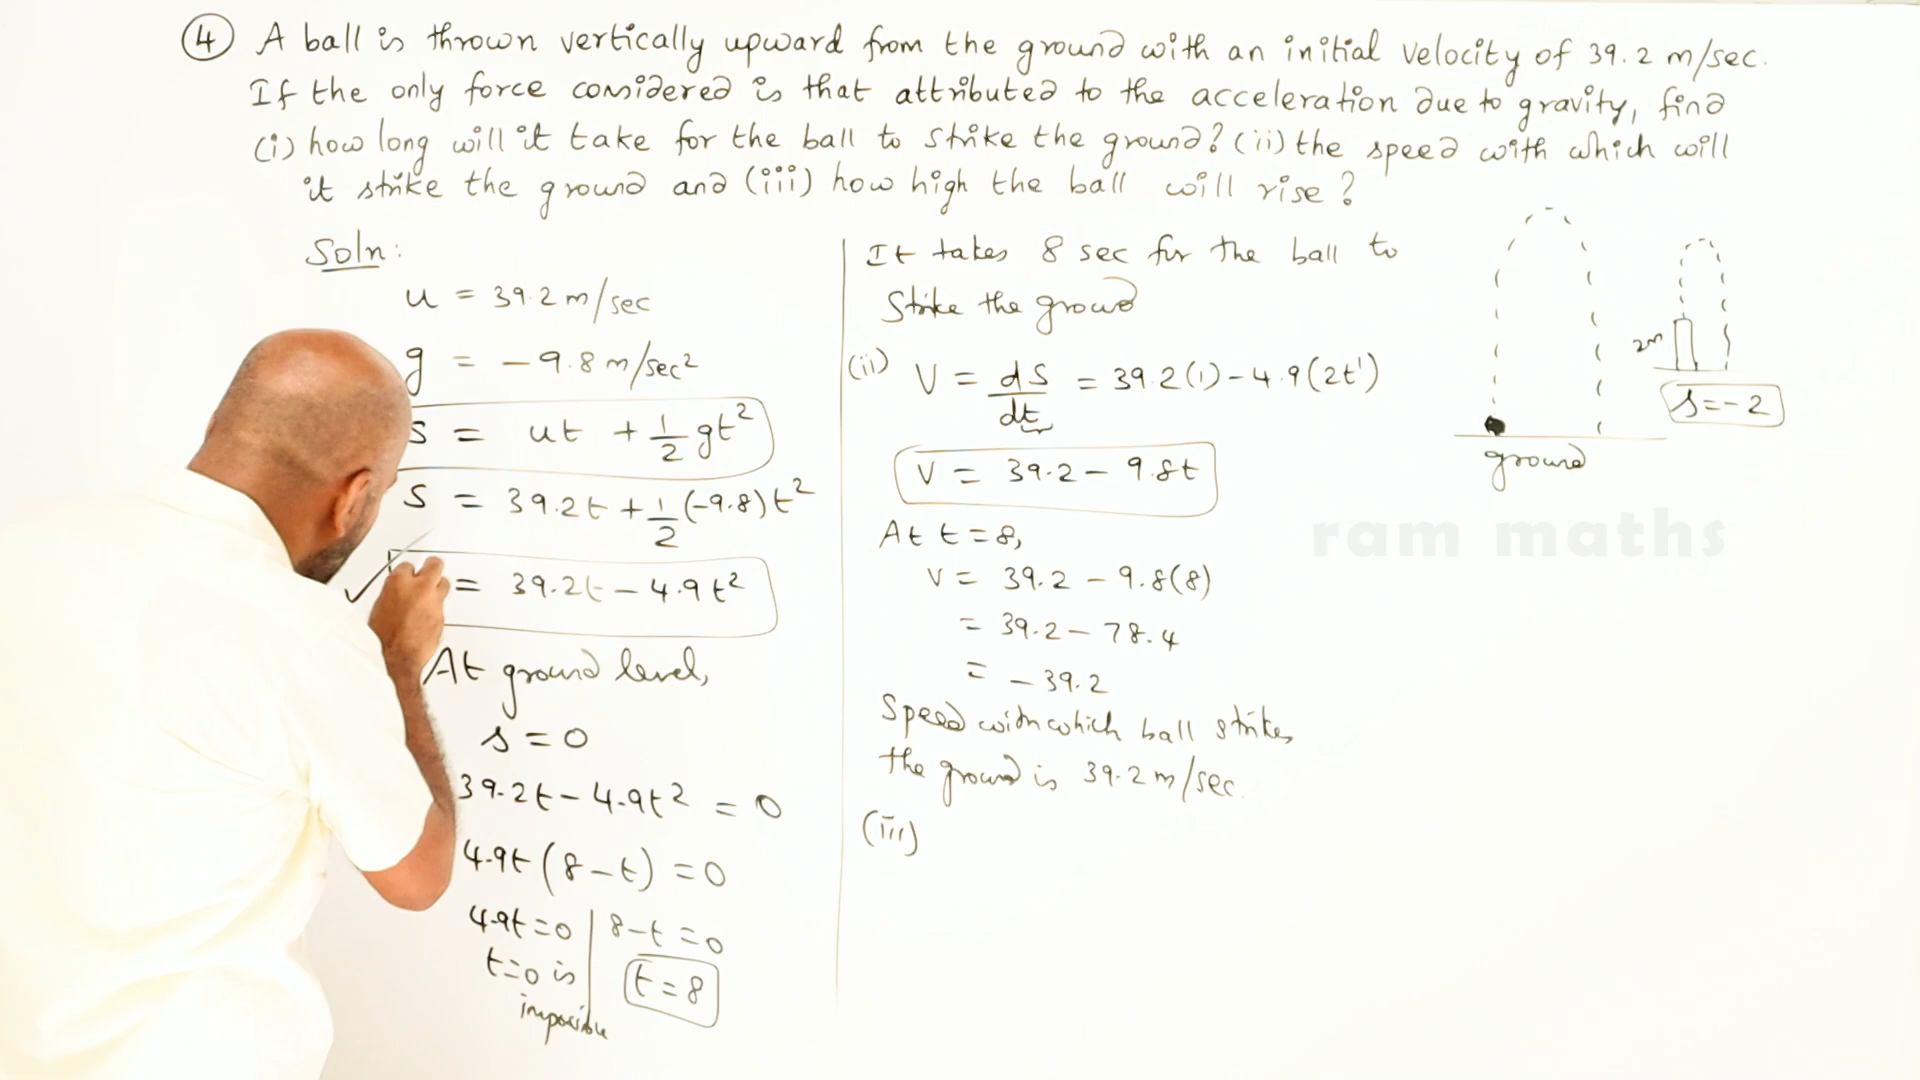 4 A ball is thrown vertically upward from the ground with an initial velocity of 39.2 m/sec.
If the only force considered is that attributed to the acceleration due to gravity, find
(i) how long will it take for the ball to strike the ground? (ii) the speed with which will
it strike the ground and (iii) how high the ball will rise?
Soln:
u = 39.2 m/sec
g = -9.8 m/sec²
s = ut + 1/2 gt²
s = 39.2t + 1/2 (-9.8) t²
= 39.2t - 4.9t²
At ground level,
s = 0
39.2t - 4.9t² = 0
4.9t (8 - t) = 0
4.9t = 0 | 8 - t = 0
t = 0 is | t = 8
impossible
It takes 8 sec for the ball to
strike the ground
(ii) V = ds/dt = 39.2(1) - 4.9(2t¹)
V = 39.2 - 9.8t
At t = 8,
v = 39.2 - 9.8(8)
= 39.2 - 78.4
= - 39.2
Speed with which ball strikes
the ground is 39.2 m/sec.
(iii)
2m
s = -2
ground
ram maths